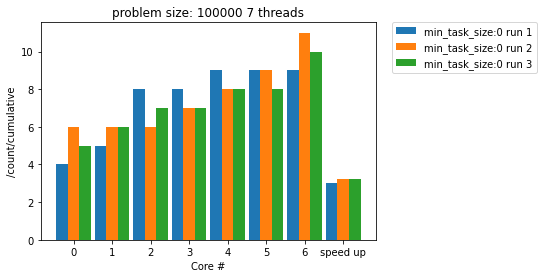 problem size: 100000 7 threads
min_task_size:0 run 1
min_task_size:0 run 2
min_task_size:0 run 3
/count/cumulative
10
8
6
4
2
0
0 1 2 3 4 5 6 speed up
Core #